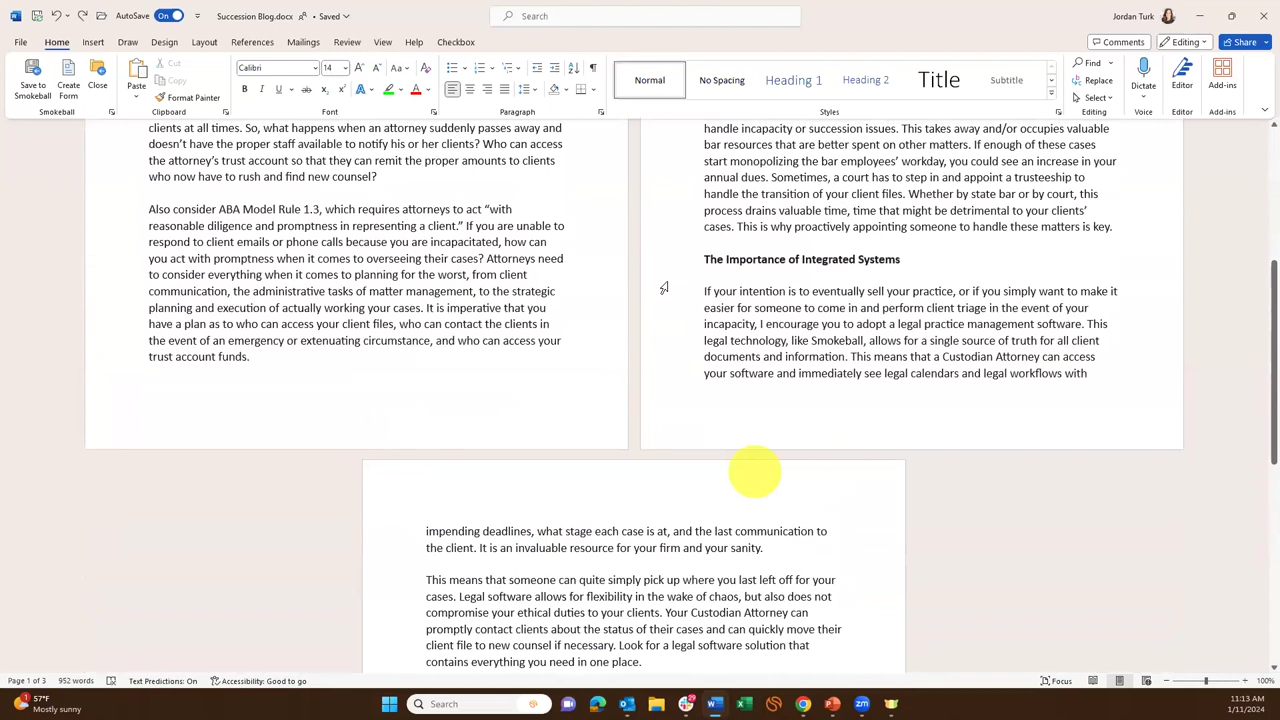 AutoSave On Succession Blog.docx • Saved Search Jordan Turk
File Home Insert Draw Design Layout References Mailings Review View Help Checkbox Comments Editing Share
Save to Smokeball
Create Form
Close
Paste
Cut
Copy
Format Painter
Calibri 14
Normal No Spacing Heading 1 Heading 2 Title Subtitle
Find
Replace
Select
Dictate
Editor
Add-ins
Clipboard Font Paragraph Styles Editing Voice Editor Add-ins
clients at all times. So, what happens when an attorney suddenly passes away and
doesn't have the proper staff available to notify his or her clients? Who can access
the attorney's trust account so that they can remit the proper amounts to clients
who now have to rush and find new counsel?
Also consider ABA Model Rule 1.3, which requires attorneys to act “with
reasonable diligence and promptness in representing a client.” If you are unable to
respond to client emails or phone calls because you are incapacitated, how can
you act with promptness when it comes to overseeing their cases? Attorneys need
to consider everything when it comes to planning for the worst, from client
communication, the administrative tasks of matter management, to the strategic
planning and execution of actually working your cases. It is imperative that you
have a plan as to who can access your client files, who can contact the clients in
the event of an emergency or extenuating circumstance, and who can access your
trust account funds.
handle incapacity or succession issues. This takes away and/or occupies valuable
bar resources that are better spent on other matters. If enough of these cases
start monopolizing the bar employees' workday, you could see an increase in your
annual dues. Sometimes, a court has to step in and appoint a trusteeship to
handle the transition of your client files. Whether by state bar or by court, this
process drains valuable time, time that might be detrimental to your clients'
cases. This is why proactively appointing someone to handle these matters is key.
The Importance of Integrated Systems
If your intention is to eventually sell your practice, or if you simply want to make it
easier for someone to come in and perform client triage in the event of your
incapacity, I encourage you to adopt a legal practice management software. This
legal technology, like Smokeball, allows for a single source of truth for all client
documents and information. This means that a Custodian Attorney can access
your software and immediately see legal calendars and legal workflows with
impending deadlines, what stage each case is at, and the last communication to
the client. It is an invaluable resource for your firm and your sanity.
This means that someone can quite simply pick up where you last left off for your
cases. Legal software allows for flexibility in the wake of chaos, but also does not
compromise your ethical duties to your clients. Your Custodian Attorney can
promptly contact clients about the status of their cases and can quickly move their
client file to new counsel if necessary. Look for a legal software solution that
contains everything you need in one place.
Page 1 of 3 952 words Text Predictions: On Accessibility: Good to go Focus 100%
57°F
Mostly sunny
Search
11:13 AM
1/11/2024